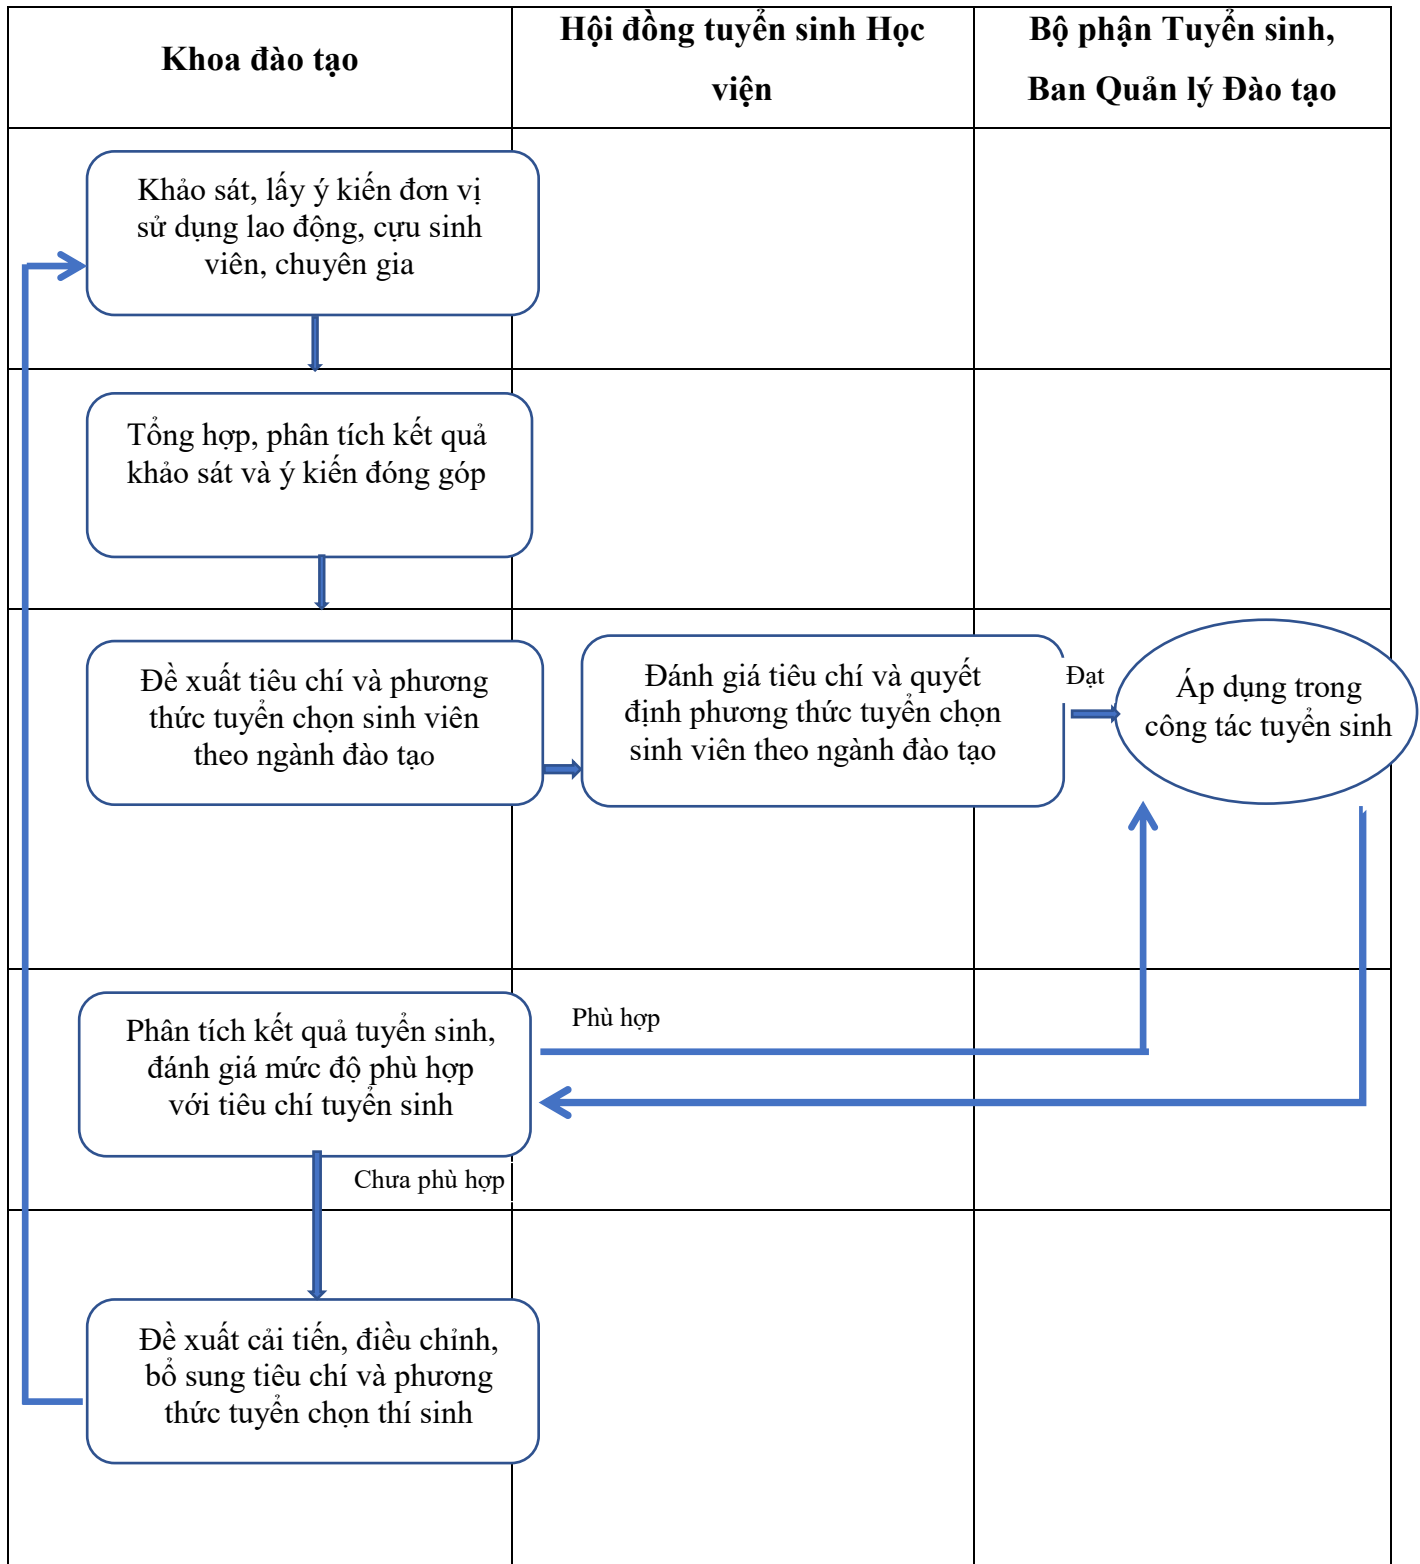 Khoa đào tạo
Hội đồng tuyển sinh Học
viện
Bộ phận Tuyển sinh,
Ban Quản lý Đào tạo
Khảo sát, lấy ý kiến đơn vị
sử dụng lao động, cựu sinh
viên, chuyên gia
Tổng hợp, phân tích kết quả
khảo sát và ý kiến đóng góp
Đề xuất tiêu chí và phương
thức tuyển chọn sinh viên
theo ngành đào tạo
Đánh giá tiêu chí và quyết
định phương thức tuyển chọn
sinh viên theo ngành đào tạo
Đạt
Áp dụng trong
công tác tuyển sinh
Phân tích kết quả tuyển sinh,
đánh giá mức độ phù hợp
với tiêu chí tuyển sinh
Phù hợp
Chưa phù hợp
Đề xuất cải tiến, điều chỉnh,
bổ sung tiêu chí và phương
thức tuyển chọn thí sinh